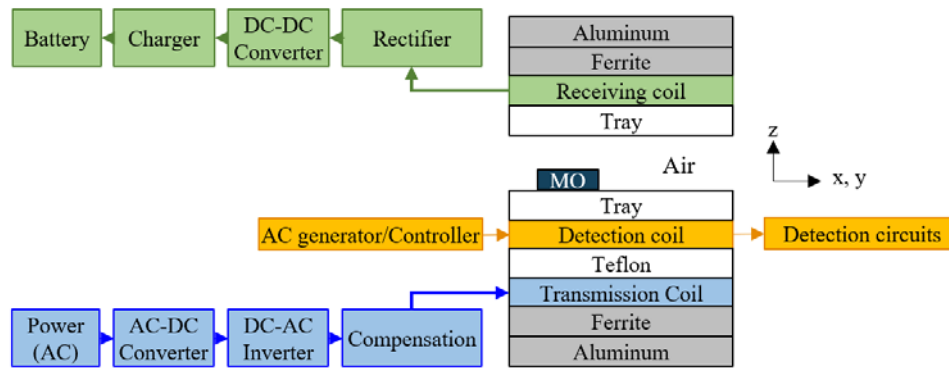 Battery
Charger
DC-DC
Converter
Rectifier
Aluminum
Ferrite
Receiving coil
Tray
Air
z
x, y
MO
Tray
AC generator/Controller
Detection coil
Detection circuits
Teflon
Transmission Coil
Power
(AC)
AC-DC
Converter
DC-AC
Inverter
Compensation
Ferrite
Aluminum